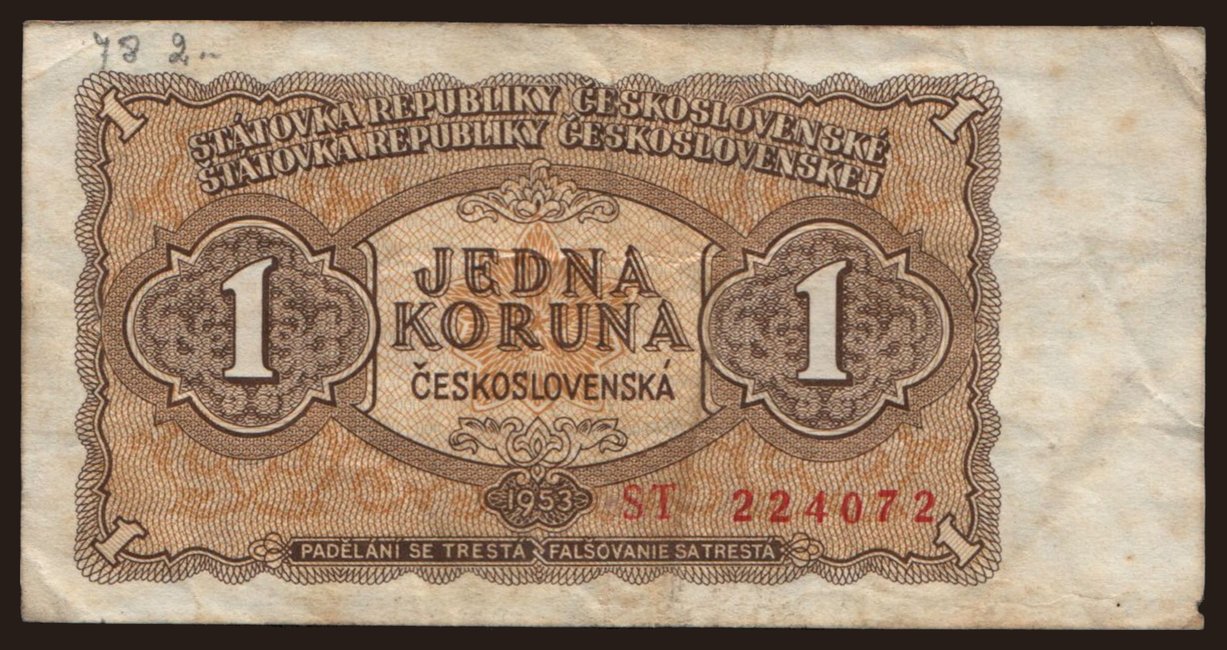 78 2.-
1 1
STÁTOVKA REPUBLIKY ČESKOSLOVENSKÉ
ŠTÁTOVKA REPUBLIKY ČESKOSLOVENSKEJ
1 JEDNA 1
KORUNA
ČESKOSLOVENSKÁ
1953 ST 224072
1 PADĚLÁNÍ SE TRESTÁ FALŠOVANIE SA TRESTÁ 1